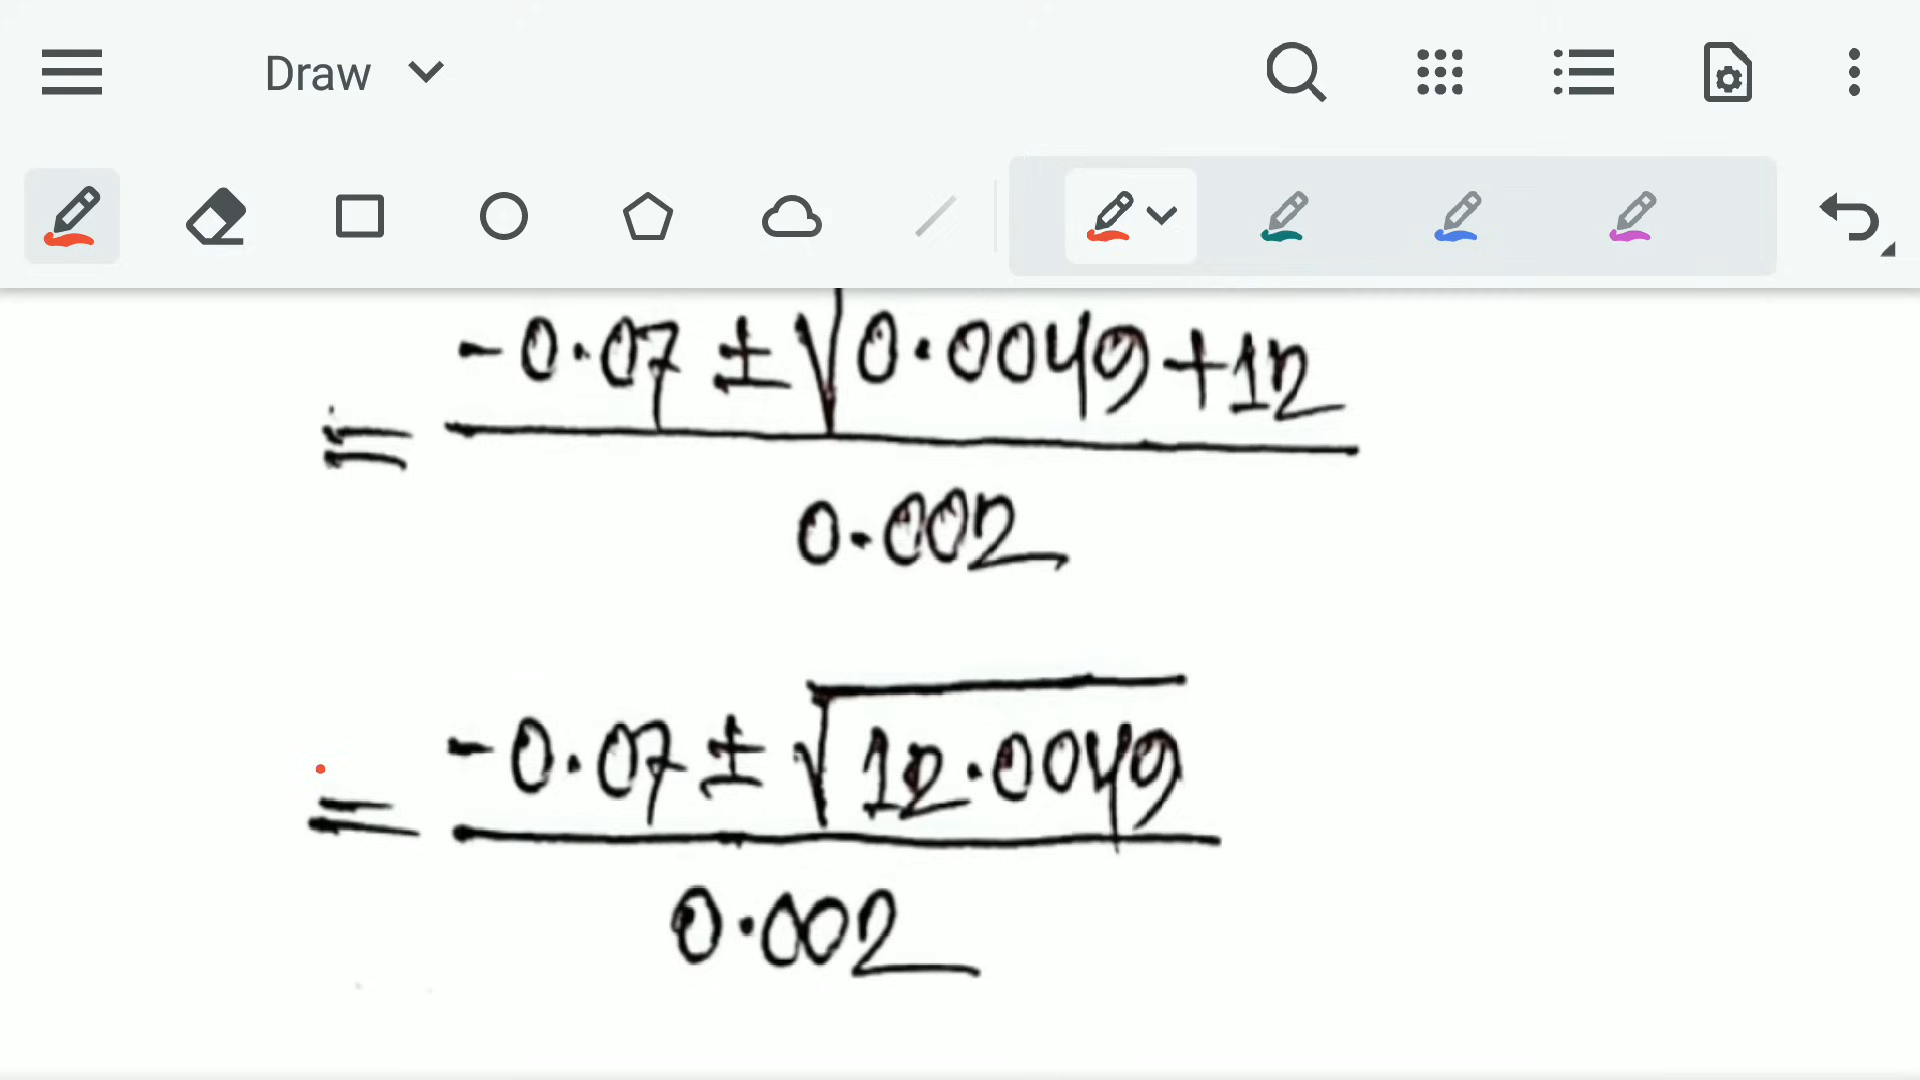 Draw
= -0.07 ± √0.0049+12
0.002
= -0.07 ± √12.0049
0.002